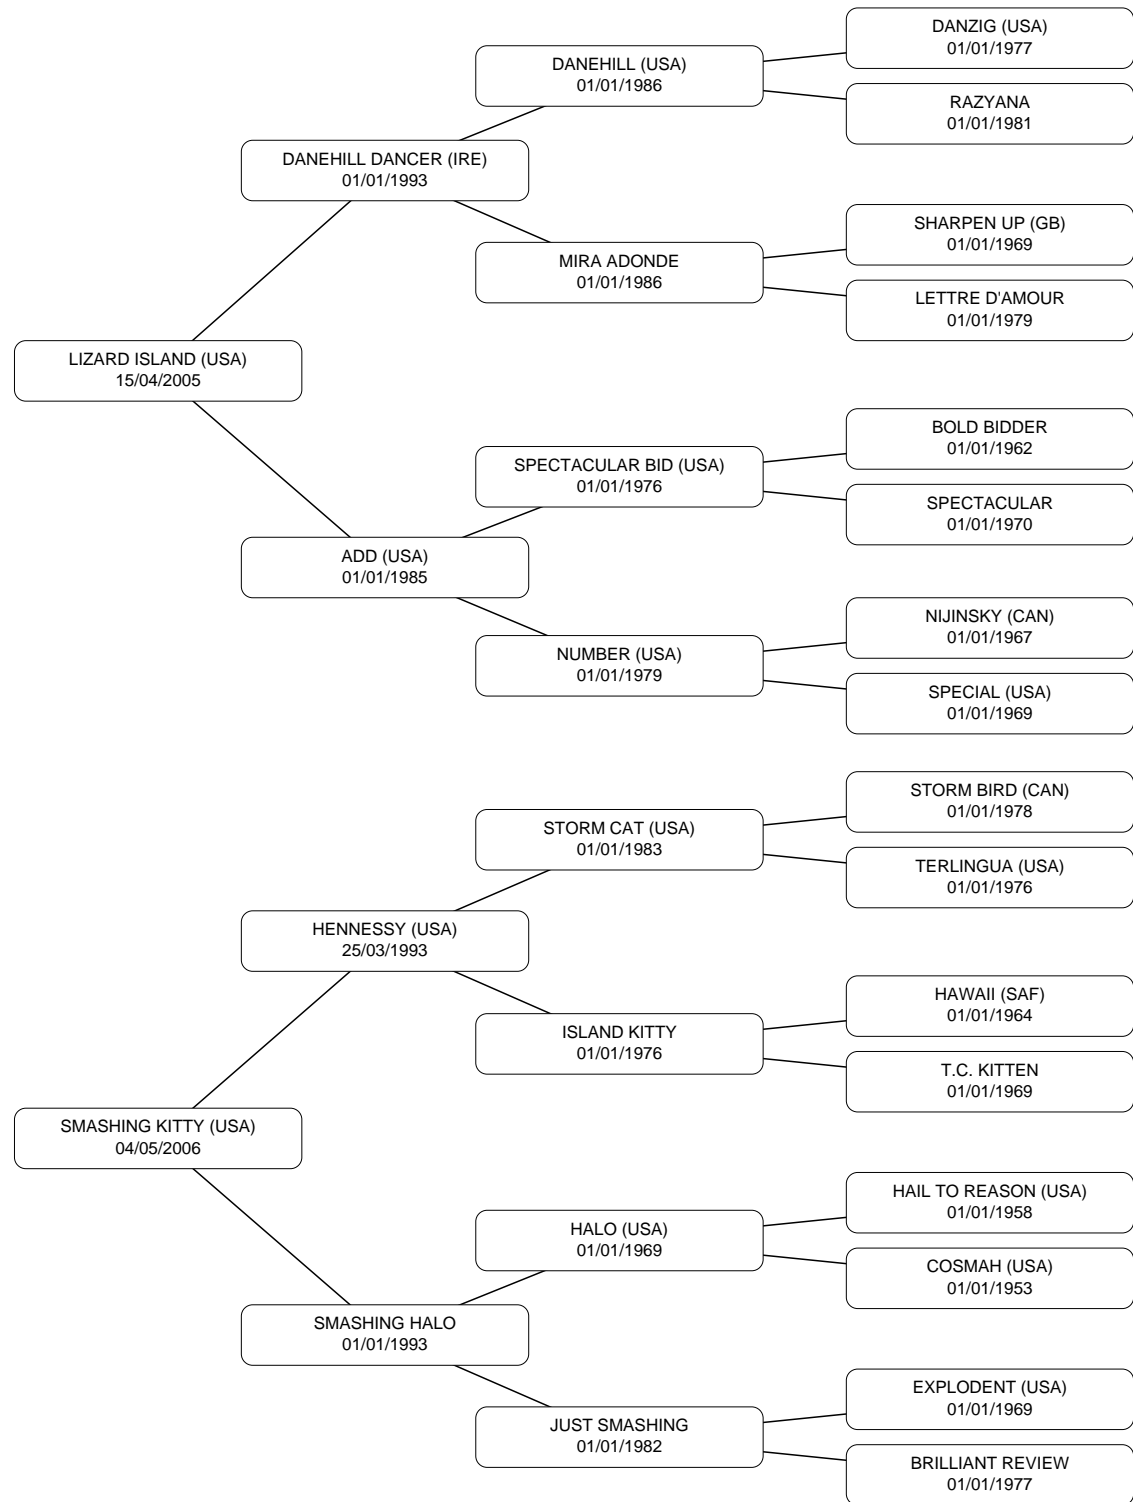 DANZIG (USA)
01/01/1977
DANEHILL (USA)
01/01/1986
RAZYANA
01/01/1981
DANEHILL DANCER (IRE)
01/01/1993
SHARPEN UP (GB)
01/01/1969
MIRA ADONDE
01/01/1986
LETTRE D'AMOUR
01/01/1979
LIZARD ISLAND (USA)
15/04/2005
BOLD BIDDER
01/01/1962
SPECTACULAR BID (USA)
01/01/1976
SPECTACULAR
01/01/1970
ADD (USA)
01/01/1985
NIJINSKY (CAN)
01/01/1967
NUMBER (USA)
01/01/1979
SPECIAL (USA)
01/01/1969
STORM BIRD (CAN)
01/01/1978
STORM CAT (USA)
01/01/1983
TERLINGUA (USA)
01/01/1976
HENNESSY (USA)
25/03/1993
HAWAII (SAF)
01/01/1964
ISLAND KITTY
01/01/1976
T.C. KITTEN
01/01/1969
SMASHING KITTY (USA)
04/05/2006
HAIL TO REASON (USA)
01/01/1958
HALO (USA)
01/01/1969
COSMAH (USA)
01/01/1953
SMASHING HALO
01/01/1993
EXPLODENT (USA)
01/01/1969
JUST SMASHING
01/01/1982
BRILLIANT REVIEW
01/01/1977